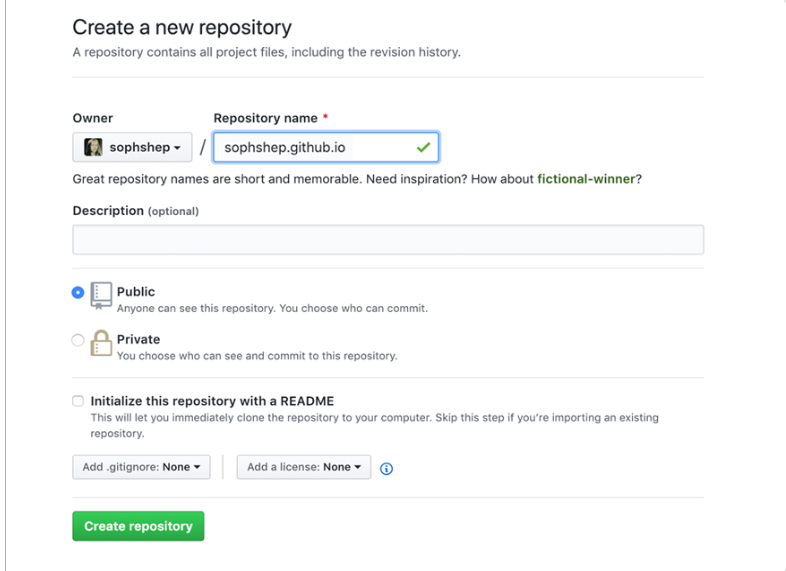 Create a new repository
A repository contains all project files, including the revision history.
Owner
Repository name *
sophshep
/
sophshep.github.io
Great repository names are short and memorable. Need inspiration? How about fictional-winner?
Description (optional)
Public
Anyone can see this repository. You choose who can commit.
Private
You choose who can see and commit to this repository.
Initialize this repository with a README
This will let you immediately clone the repository to your computer. Skip this step if you're importing an existing
repository.
Add .gitignore: None
Add a license: None
Create repository